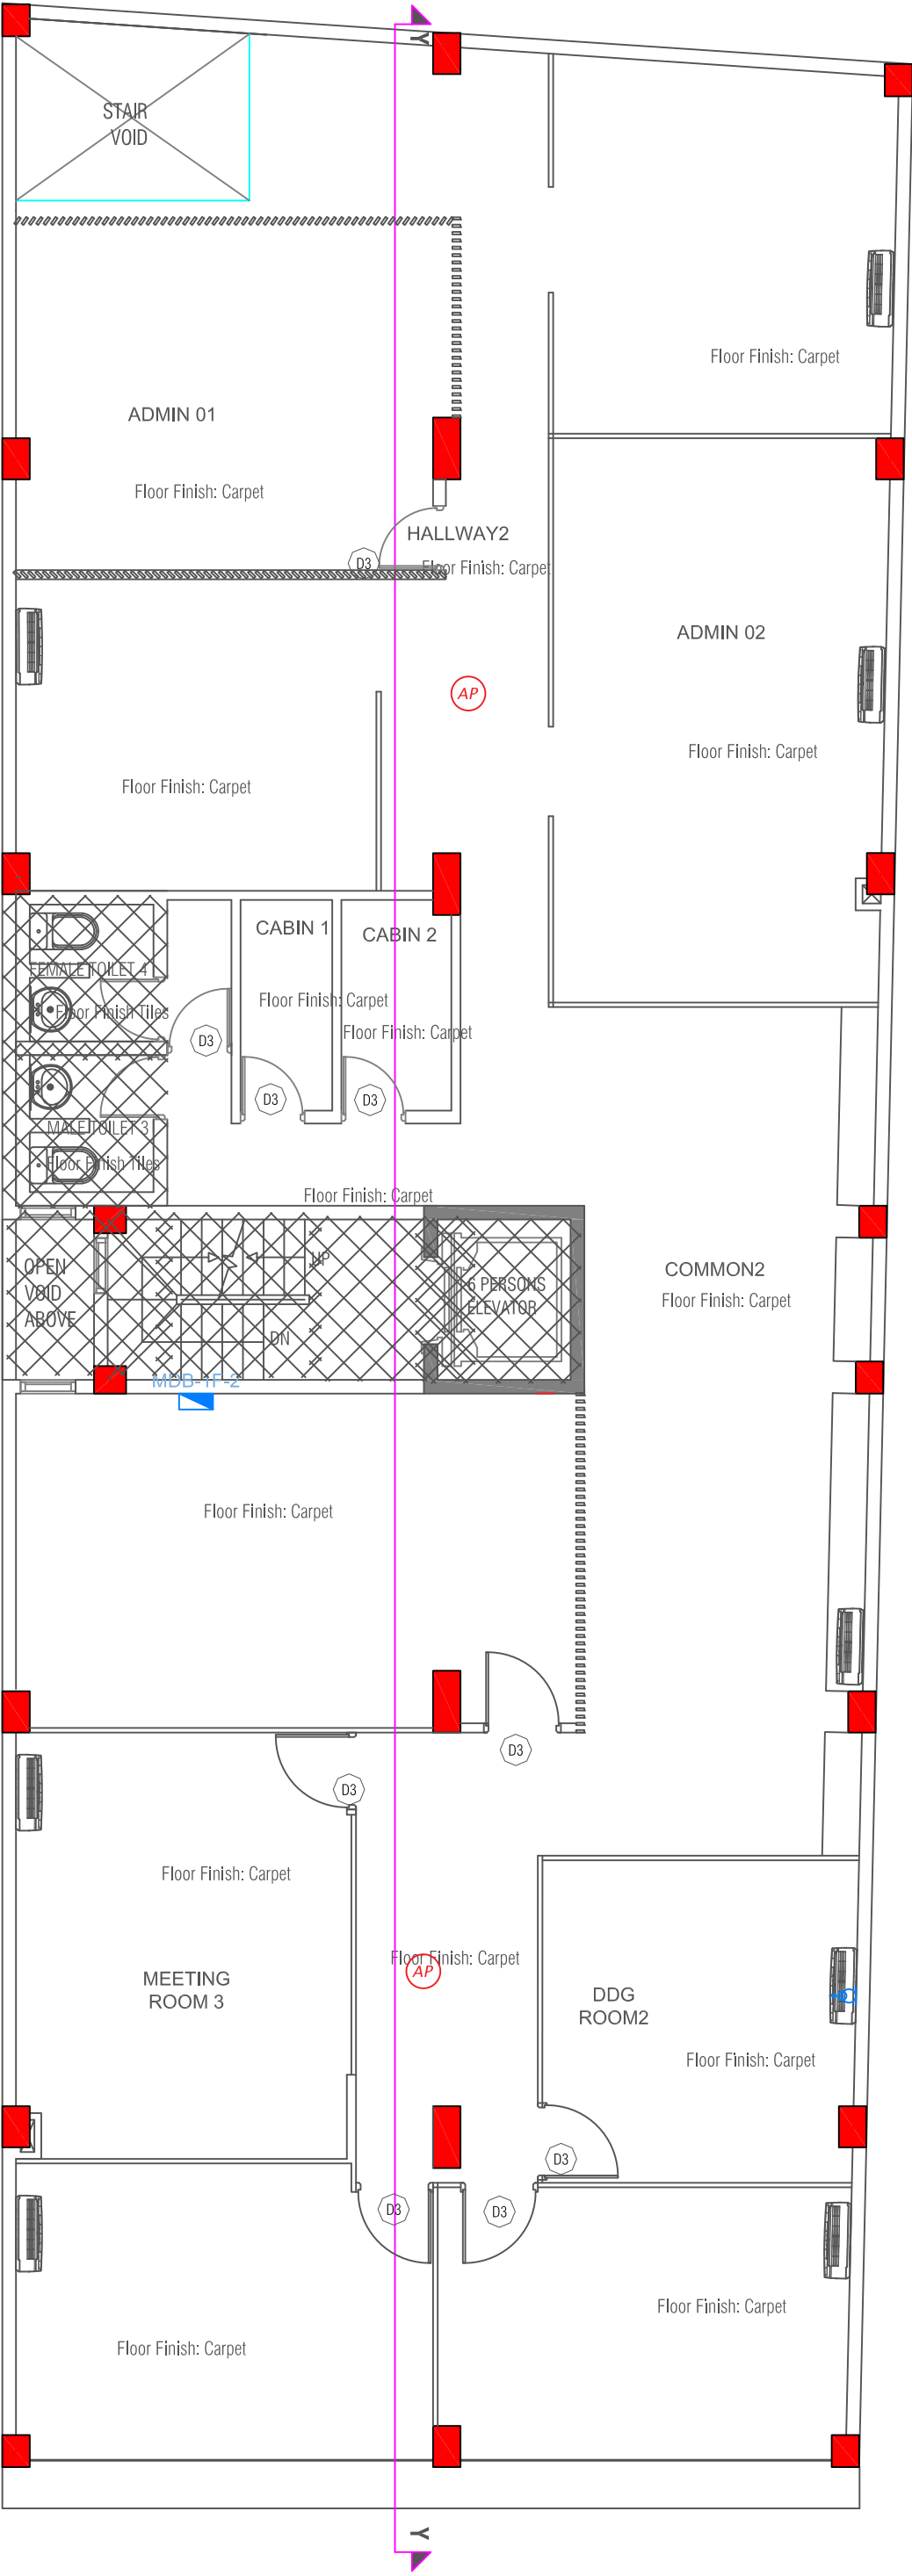 Y
STAIR
VOID
Floor Finish: Carpet
ADMIN 01
Floor Finish: Carpet
HALLWAY2
D3
Floor Finish: Carpet
ADMIN 02
AP
Floor Finish: Carpet
Floor Finish: Carpet
CABIN 1
CABIN 2
FEMALE TOILET 4
Floor Finish: Carpet
Floor Finish Tiles
Floor Finish: Carpet
D3
D3
D3
MALE TOILET 3
Floor Finish Tiles
Floor Finish: Carpet
OPEN
VOID
ABOVE
UP
DN
6 PERSONS
ELEVATOR
COMMON2
Floor Finish: Carpet
MDB-1F-2
Floor Finish: Carpet
D3
D3
Floor Finish: Carpet
Floor Finish: Carpet
AP
MEETING
ROOM 3
DDG
ROOM2
Floor Finish: Carpet
D3
D3
D3
Floor Finish: Carpet
Floor Finish: Carpet
Y